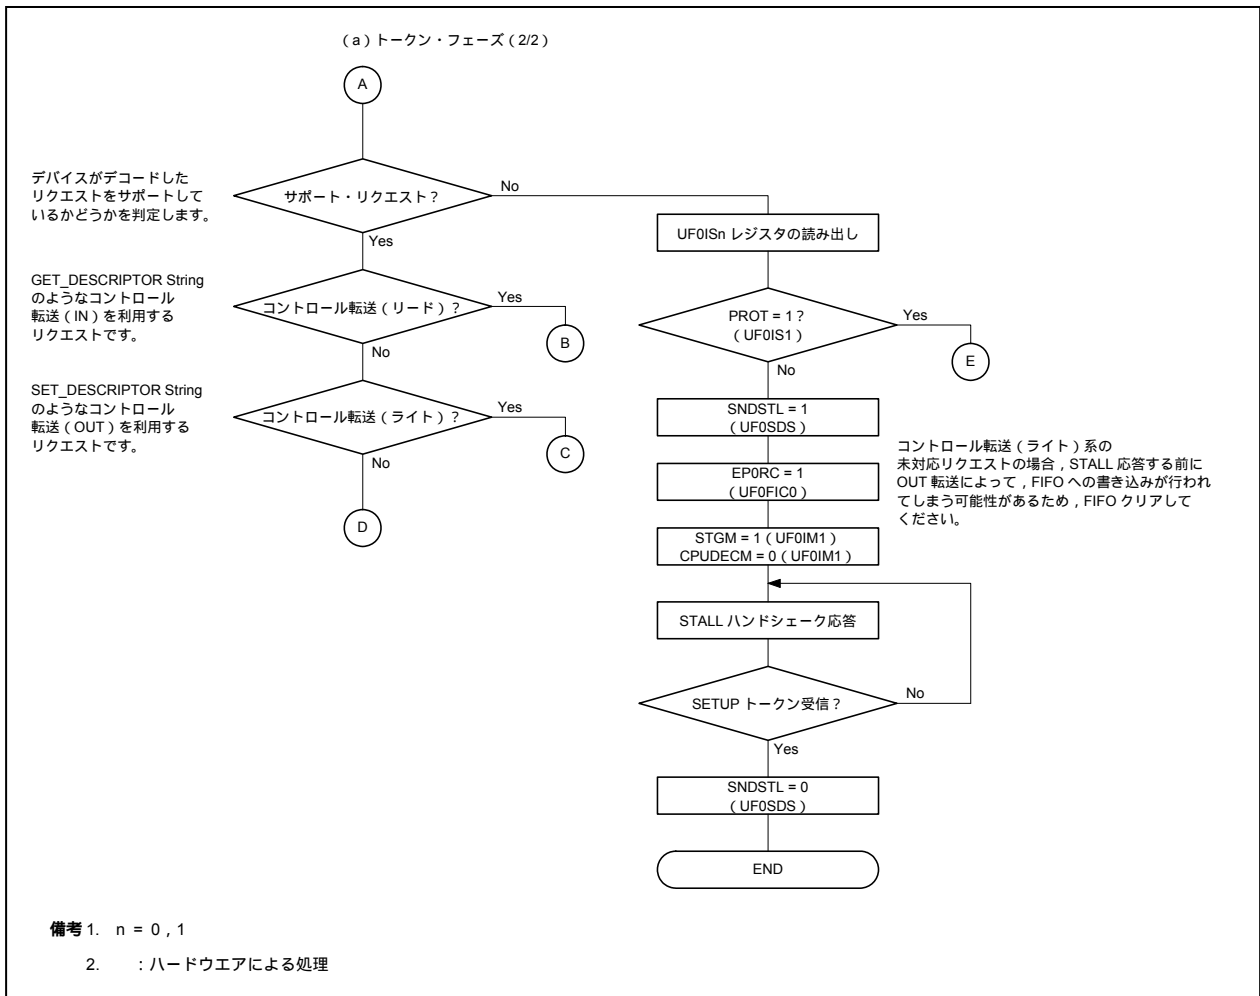 (a)トークン・フェーズ(2/2)
A
デバイスがデコードした
リクエストをサポートして
いるかどうかを判定します。
サポート・リクエスト?
No
Yes
UF0ISn レジスタの読み出し
GET_DESCRIPTOR String
のようなコントロール
転送(IN)を利用する
リクエストです。
コントロール転送(リード)?
Yes
B
No
PROT = 1?
(UF0IS1)
Yes
E
No
SET_DESCRIPTOR String
のようなコントロール
転送(OUT)を利用する
リクエストです。
コントロール転送(ライト)?
Yes
C
No
D
SNDSTL = 1
(UF0SDS)
EP0RC = 1
(UF0FIC0)
コントロール転送(ライト)系の
未対応リクエストの場合,STALL 応答する前に
OUT 転送によって,FIFO への書き込みが行われ
てしまう可能性があるため,FIFO クリアして
ください。
STGM = 1(UF0IM1)
CPUDECM = 0(UF0IM1)
STALL ハンドシェーク応答
SETUP トークン受信?
No
Yes
SNDSTL = 0
(UF0SDS)
END
備考 1. n = 0,1
2. :ハードウエアによる処理